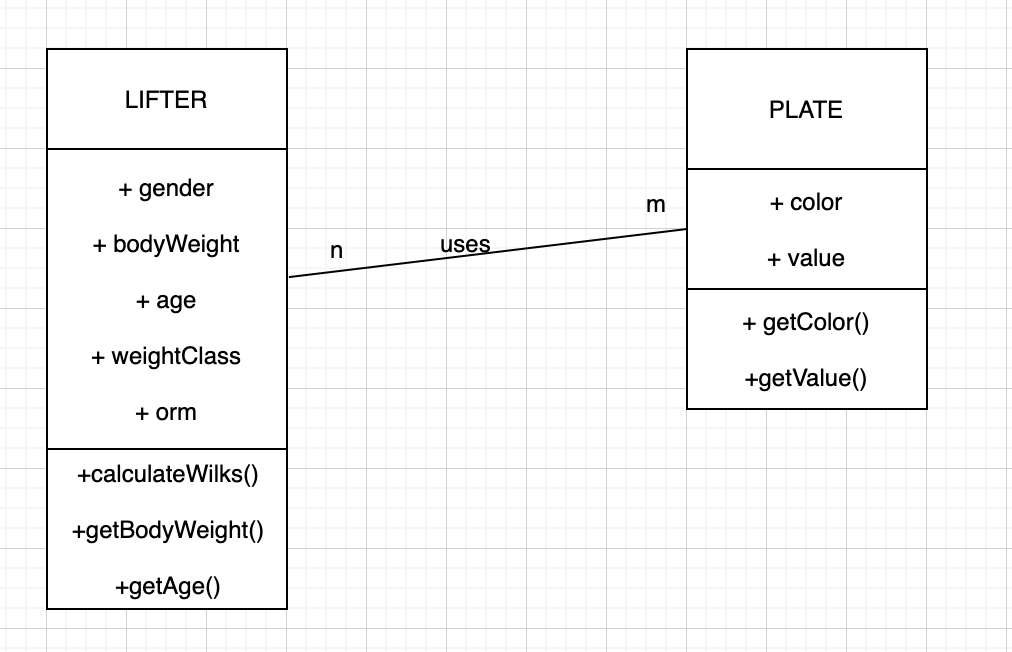 LIFTER
+ gender
+ bodyWeight
+ age
+ weightClass
+ orm
+calculateWilks()
+getBodyWeight()
+getAge()
n
uses
m
PLATE
+ color
+ value
+ getColor()
+getValue()